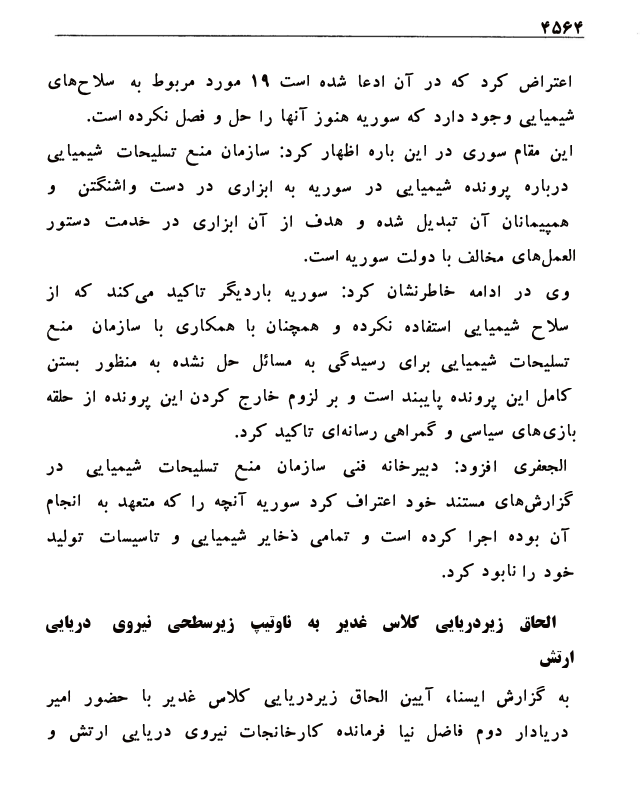 ۴۵۶۴
اعتراض کرد که در آن ادعا شده است ۱۹ مورد مربوط به سلاح‌های
شیمیایی وجود دارد که سوریه هنوز آنها را حل و فصل نکرده است.
این مقام سوری در این باره اظهار کرد: سازمان منع تسلیحات شیمیایی
درباره پرونده شیمیایی در سوریه به ابزاری در دست واشنگتن و
همپیمانان آن تبدیل شده و هدف از آن ابزاری در خدمت دستور
العمل‌های مخالف با دولت سوریه است.
وی در ادامه خاطرنشان کرد: سوریه باردیگر تاکید می‌کند که از
سلاح شیمیایی استفاده نکرده و همچنان با همکاری با سازمان منع
تسلیحات شیمیایی برای رسیدگی به مسائل حل نشده به منظور بستن
کامل این پرونده پایبند است و بر لزوم خارج کردن این پرونده از حلقه
بازی‌های سیاسی و گمراهی رسانه‌ای تاکید کرد.
الجعفری افزود: دبیرخانه فنی سازمان منع تسلیحات شیمیایی در
گزارش‌های مستند خود اعتراف کرد سوریه آنچه را که متعهد به انجام
آن بوده اجرا کرده است و تمامی ذخایر شیمیایی و تاسیسات تولید
خود را نابود کرد.
الحاق زیردریایی کلاس غدیر به ناوتیپ زیرسطحی نیروی دریایی
ارتش
به گزارش ایسنا، آیین الحاق زیردریایی کلاس غدیر با حضور امیر
دریادار دوم فاضل نیا فرمانده کارخانجات نیروی دریایی ارتش و